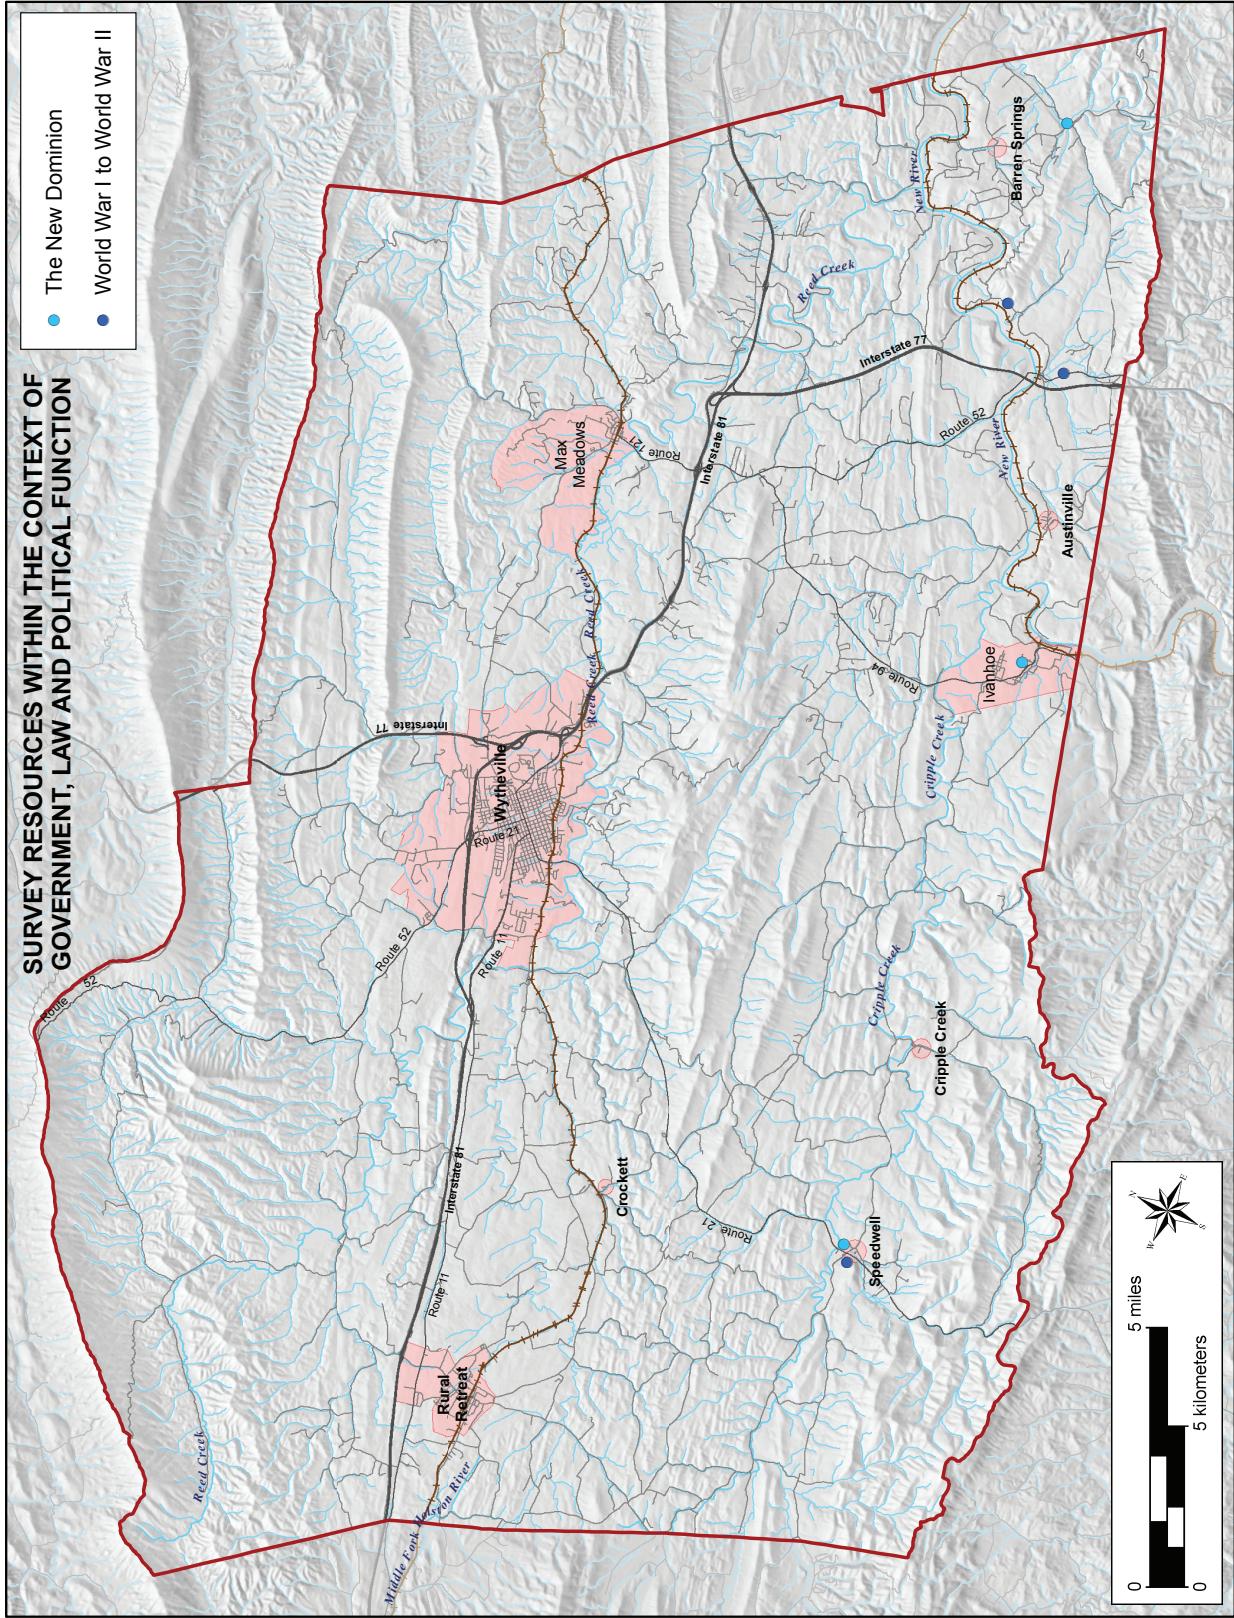 SURVEY RESOURCES WITHIN THE CONTEXT OF
GOVERNMENT, LAW AND POLITICAL FUNCTION
The New Dominion
World War I to World War II
Route 52
Reed Creek
Interstate 77
Route 52
Route 11
Route 21
Wytheville
Reed Creek
Reed Creek
Max
Meadows
Route 121
Interstate 81
Reed Creek
Interstate 77
New River
Barren Springs
Interstate 81
Route 11
Rural
Retreat
Middle Fork Holston River
Crockett
Route 21
Speedwell
Cripple Creek
Cripple Creek
Cripple Creek
Route 94
Ivanhoe
Route 52
New River
Austinville
N
E
S
W
0
5 miles
0
5 kilometers